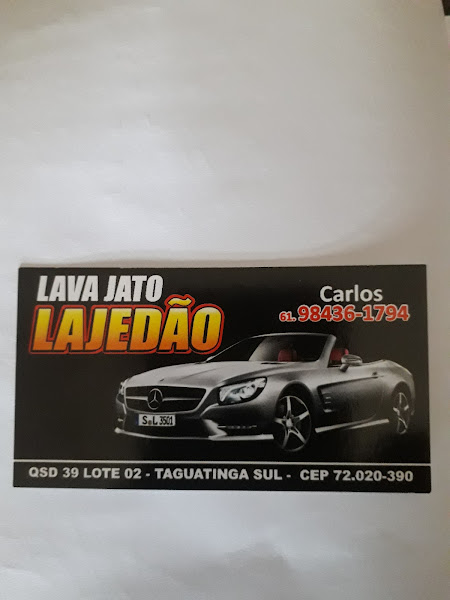 LAVA JATO
LAJEDÃO
Carlos
61. 98436-1794
S L 3501
QSD 39 LOTE 02 - TAGUATINGA SUL - CEP 72.020-390